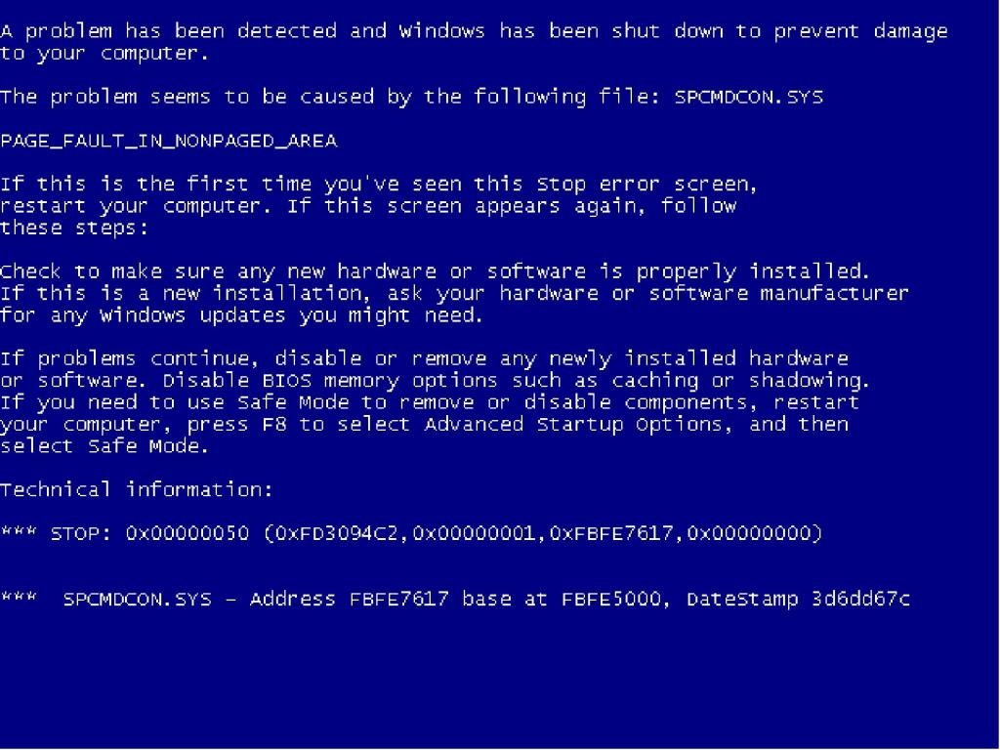 A problem has been detected and Windows has been shut down to prevent damage
to your computer.
The problem seems to be caused by the following file: SPCMDCON.SYS
PAGE_FAULT_IN_NONPAGED_AREA
If this is the first time you've seen this Stop error screen,
restart your computer. If this screen appears again, follow
these steps:
Check to make sure any new hardware or software is properly installed.
If this is a new installation, ask your hardware or software manufacturer
for any Windows updates you might need.
If problems continue, disable or remove any newly installed hardware
or software. Disable BIOS memory options such as caching or shadowing.
If you need to use Safe Mode to remove or disable components, restart
your computer, press F8 to select Advanced Startup Options, and then
select Safe Mode.
Technical information:
*** STOP: 0x00000050 (0xFD3094C2,0x00000001,0xFBFE7617,0x00000000)
***  SPCMDCON.SYS - Address FBFE7617 base at FBFE5000, DateStamp 3d6dd67c